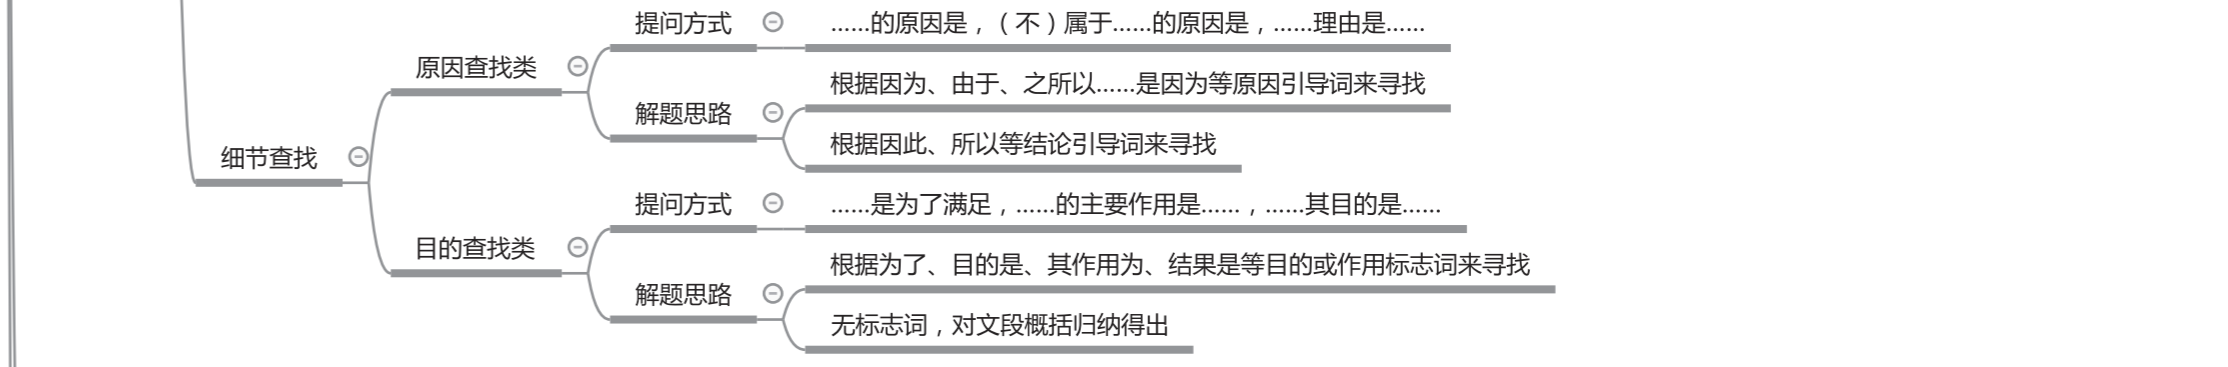 细节查找
原因查找类
提问方式
……的原因是，（不）属于……的原因是，……理由是……
解题思路
根据因为、由于、之所以……是因为等原因引导词来寻找
根据因此、所以等结论引导词来寻找
目的查找类
提问方式
……是为了满足，……的主要作用是……，……其目的是……
解题思路
根据为了、目的是、其作用为、结果是等目的或作用标志词来寻找
无标志词，对文段概括归纳得出